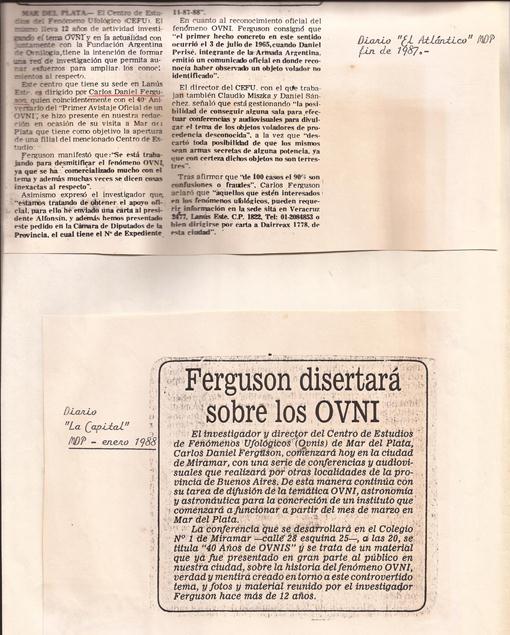 MAR DEL PLATA.— El Centro de Estu-
dios del Fenómeno Ufológico (CEFU). El
mismo lleva 12 años de actividad investi-
gando el tema OVNI y en la actualidad con
juntamente con la Fundación Argentina
de Ovnilogía, tiene la intención de formar
una red de investigación que permita au-
nar esfuerzos para ampliar los conoci-
mientos al respecto.
Este centro que tiene su sede en Lanús
Este, es dirigido por Carlos Daniel Fergu-
son, quien coincidentemente con el 40º Ani-
versario del "Primer Avistaje Oficial de un
OVNI", se hizo presente en nuestra redac-
ción en ocasión de su visita a Mar del
Plata que tiene como objetivo la apertura
de una filial del mencionado Centro de Es-
tudio.
Ferguson manifestó que: "Se está traba-
jando para desmitificar el fenómeno OVNI,
ya que se ha comercializado mucho con el
tema y además muchas veces se dicen cosas
inexactas al respecto".
Asimismo expresó el investigador que,
"estamos tratando de obtener el apoyo ofi-
cial, para ello he enviado una carta al presi-
dente Alfonsín, y además hemos presentado
este pedido en la Cámara de Diputados de la
Provincia, el cual tiene el Nº de Expediente
11-87-88".
En cuanto al reconocimiento oficial del
fenómeno OVNI, Ferguson consignó que
"el primer hecho concreto en este sentido
ocurrió el 3 de julio de 1965, cuando Daniel
Perisé, integrante de la Armada Argentina,
emitió un comunicado oficial en donde reco-
nocía haber observado un objeto volador no
identificado".
El director del CEFU, con el que traba-
jan también Claudio Miszka y Daniel Sán-
chez, señaló que está gestionando "la posi-
bilidad de conseguir alguna sala para efec-
tuar conferencias y audiovisuales para divul-
gar el tema de los objetos voladores de pro-
cedencia desconocida", a la vez que "des-
cartó toda posibilidad de que los mismos
sean armas secretas de alguna potencia, ya
que con certeza dichos objetos no son terres-
tres".
Tras afirmar que "de 100 casos el 90% son
confusiones o fraudes", Carlos Ferguson
aclaró que "aquellos que estén interesados
en los fenómenos ufológicos, pueden reque-
rir información en la sede sita en Veracruz
2477, Lanús Este. C.P. 1822, Tel: 01-2084853 o
bien dirigirse por carta a Dairreax 1778, de
esta ciudad".
Diario "El Atlántico" MDP
fin de 1987.-
Diario
"La Capital"
MDP - enero 1988
Ferguson disertará
sobre los OVNI
El investigador y director del Centro de Estudios
de Fenómenos Ufológicos (Ovnis) de Mar del Plata,
Carlos Daniel Ferguson, comenzará hoy en la ciudad
de Miramar, con una serie de conferencias y audiovi-
suales que realizará por otras localidades de la pro-
vincia de Buenos Aires. De esta manera continúa con
su tarea de difusión de la temática OVNI, astronomía
y astronáutica para la concreción de un instituto que
comenzará a funcionar a partir del mes de marzo en
Mar del Plata.
La conferencia que se desarrollará en el Colegio
Nº 1 de Miramar —calle 28 esquina 25—, a las 20, se
titula "40 Años de OVNIS" y se trata de un material
que ya fue presentado en gran parte al público en
nuestra ciudad, sobre la historia del fenómeno OVNI,
verdad y mentira creado en torno a este controvertido
tema, y fotos y material reunido por el investigador
Ferguson hace más de 12 años.